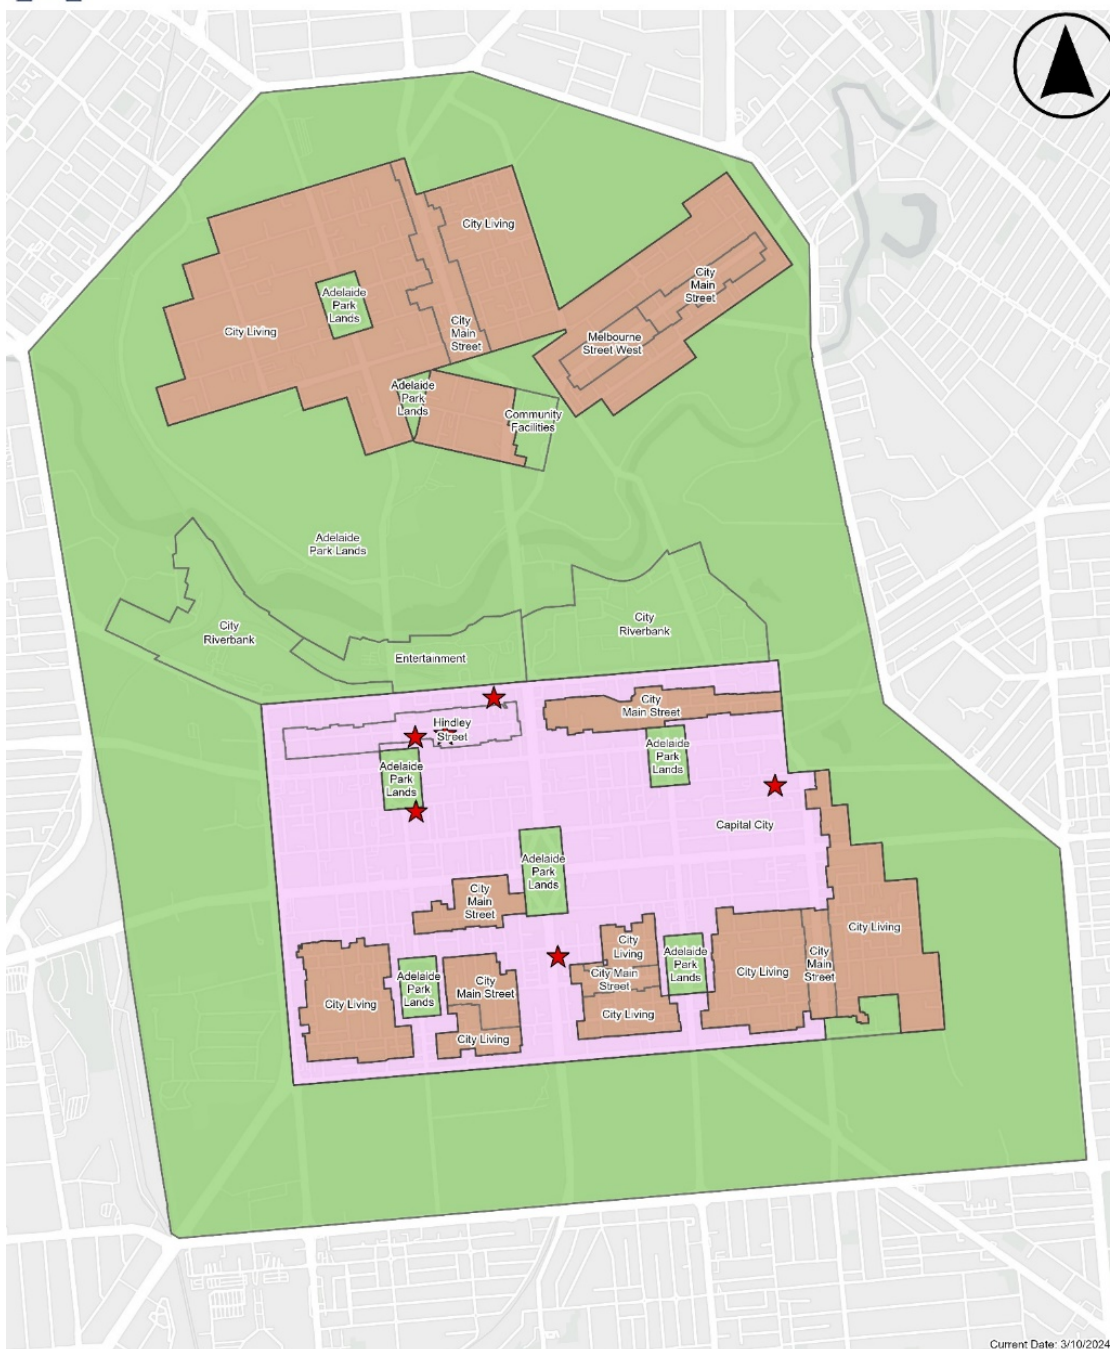 City Living
City
Main
Street
Adelaide
Park
Lands
City Living
City
Main
Street
Melbourne
Street West
Adelaide
Park
Lands
Community
Facilities
Adelaide
Park Lands
City
Riverbank
City
Riverbank
Entertainment
City
Main Street
Hindley
Street
Adelaide
Park
Lands
Adelaide
Park
Lands
Capital City
Adelaide
Park
Lands
City
Main
Street
City Living
City
Living
Adelaide
Park
Lands
City Living
City
Main
Street
City Living
Adelaide
Park
Lands
City
Main Street
City Main
Street
City Living
City Living
Current Date: 3/10/2024